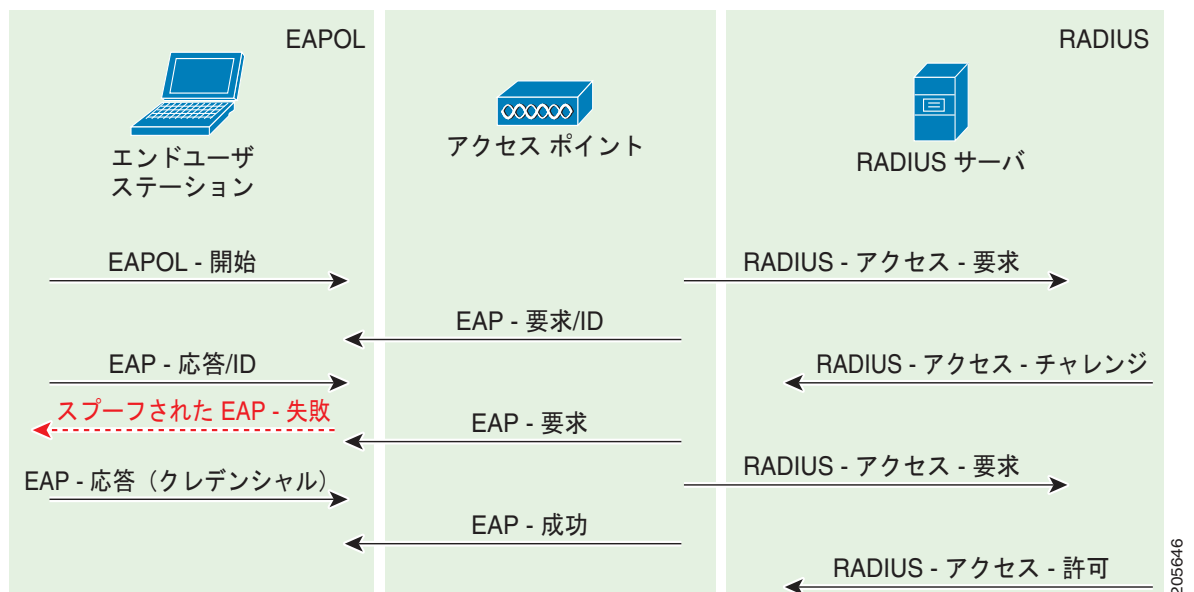 EAPOL
RADIUS
エンドユーザ
ステーション
アクセス ポイント
RADIUS サーバ
EAPOL - 開始
RADIUS - アクセス - 要求
EAP - 要求/ID
EAP - 応答/ID
RADIUS - アクセス - チャレンジ
スプーフされた EAP - 失敗
EAP - 要求
EAP - 応答（クレデンシャル）
RADIUS - アクセス - 要求
EAP - 成功
RADIUS - アクセス - 許可
205646